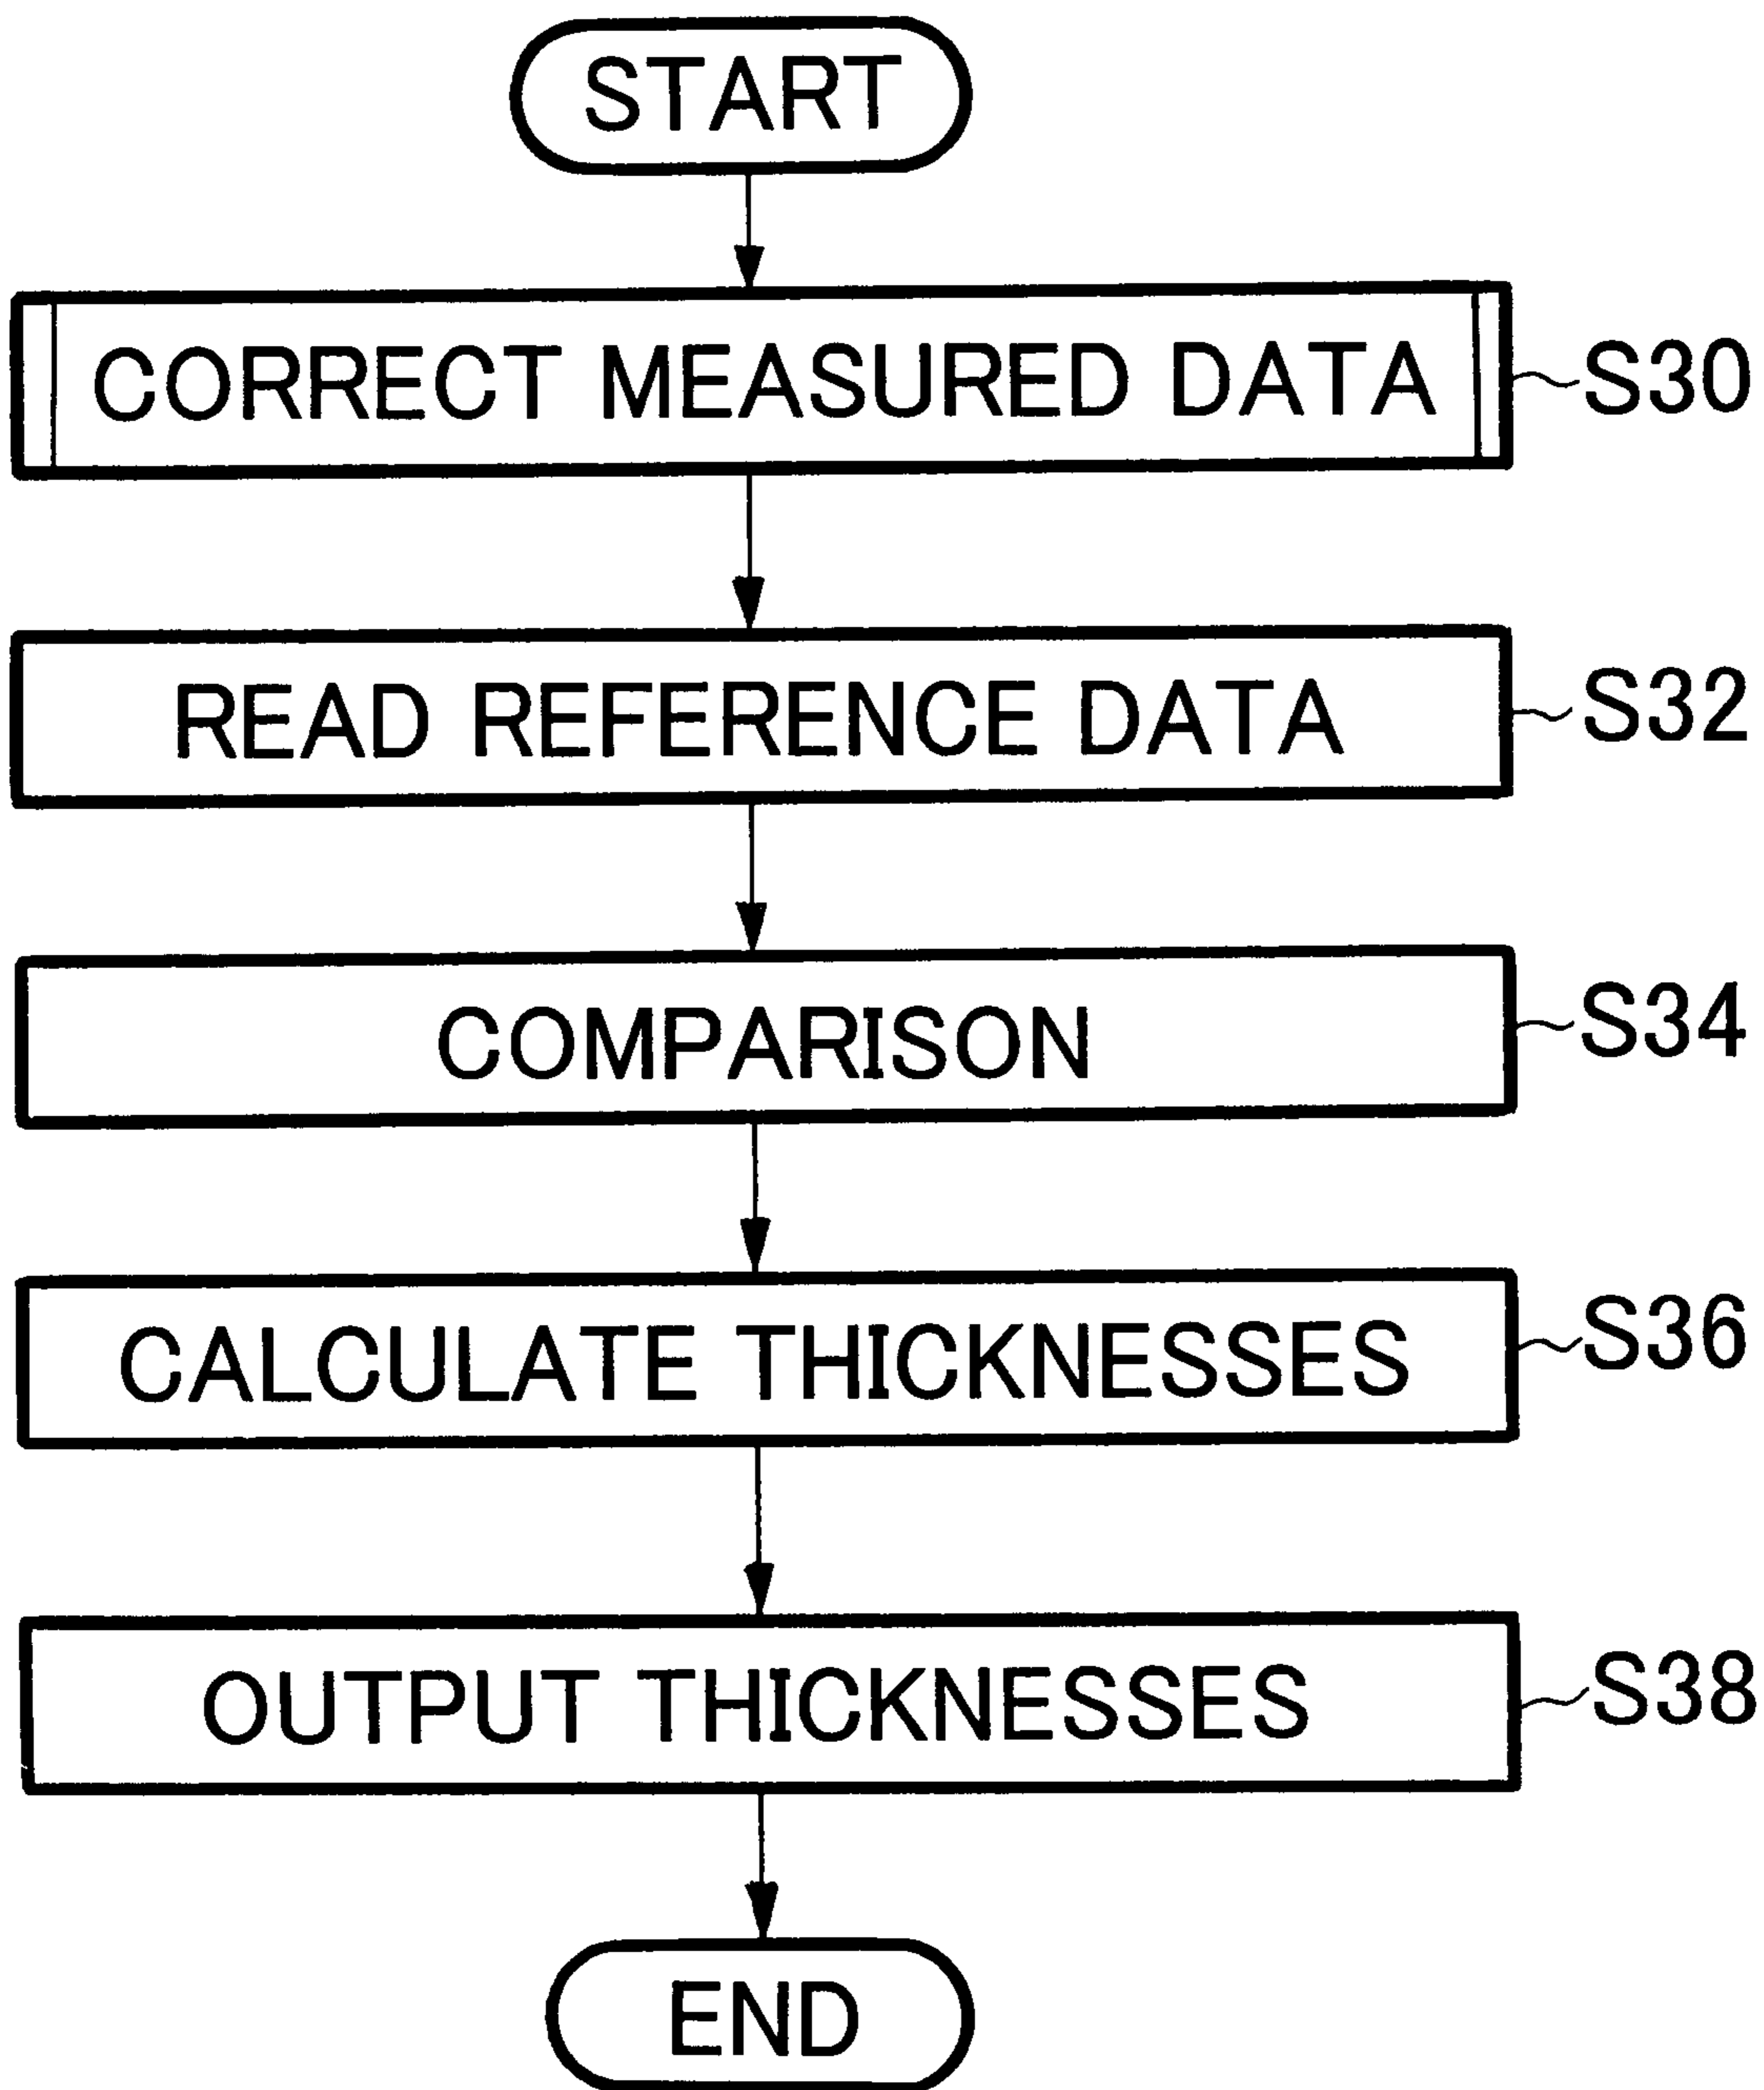 START
CORRECT MEASURED DATA
S30
READ REFERENCE DATA
S32
COMPARISON
S34
CALCULATE THICKNESSES
S36
OUTPUT THICKNESSES
S38
END